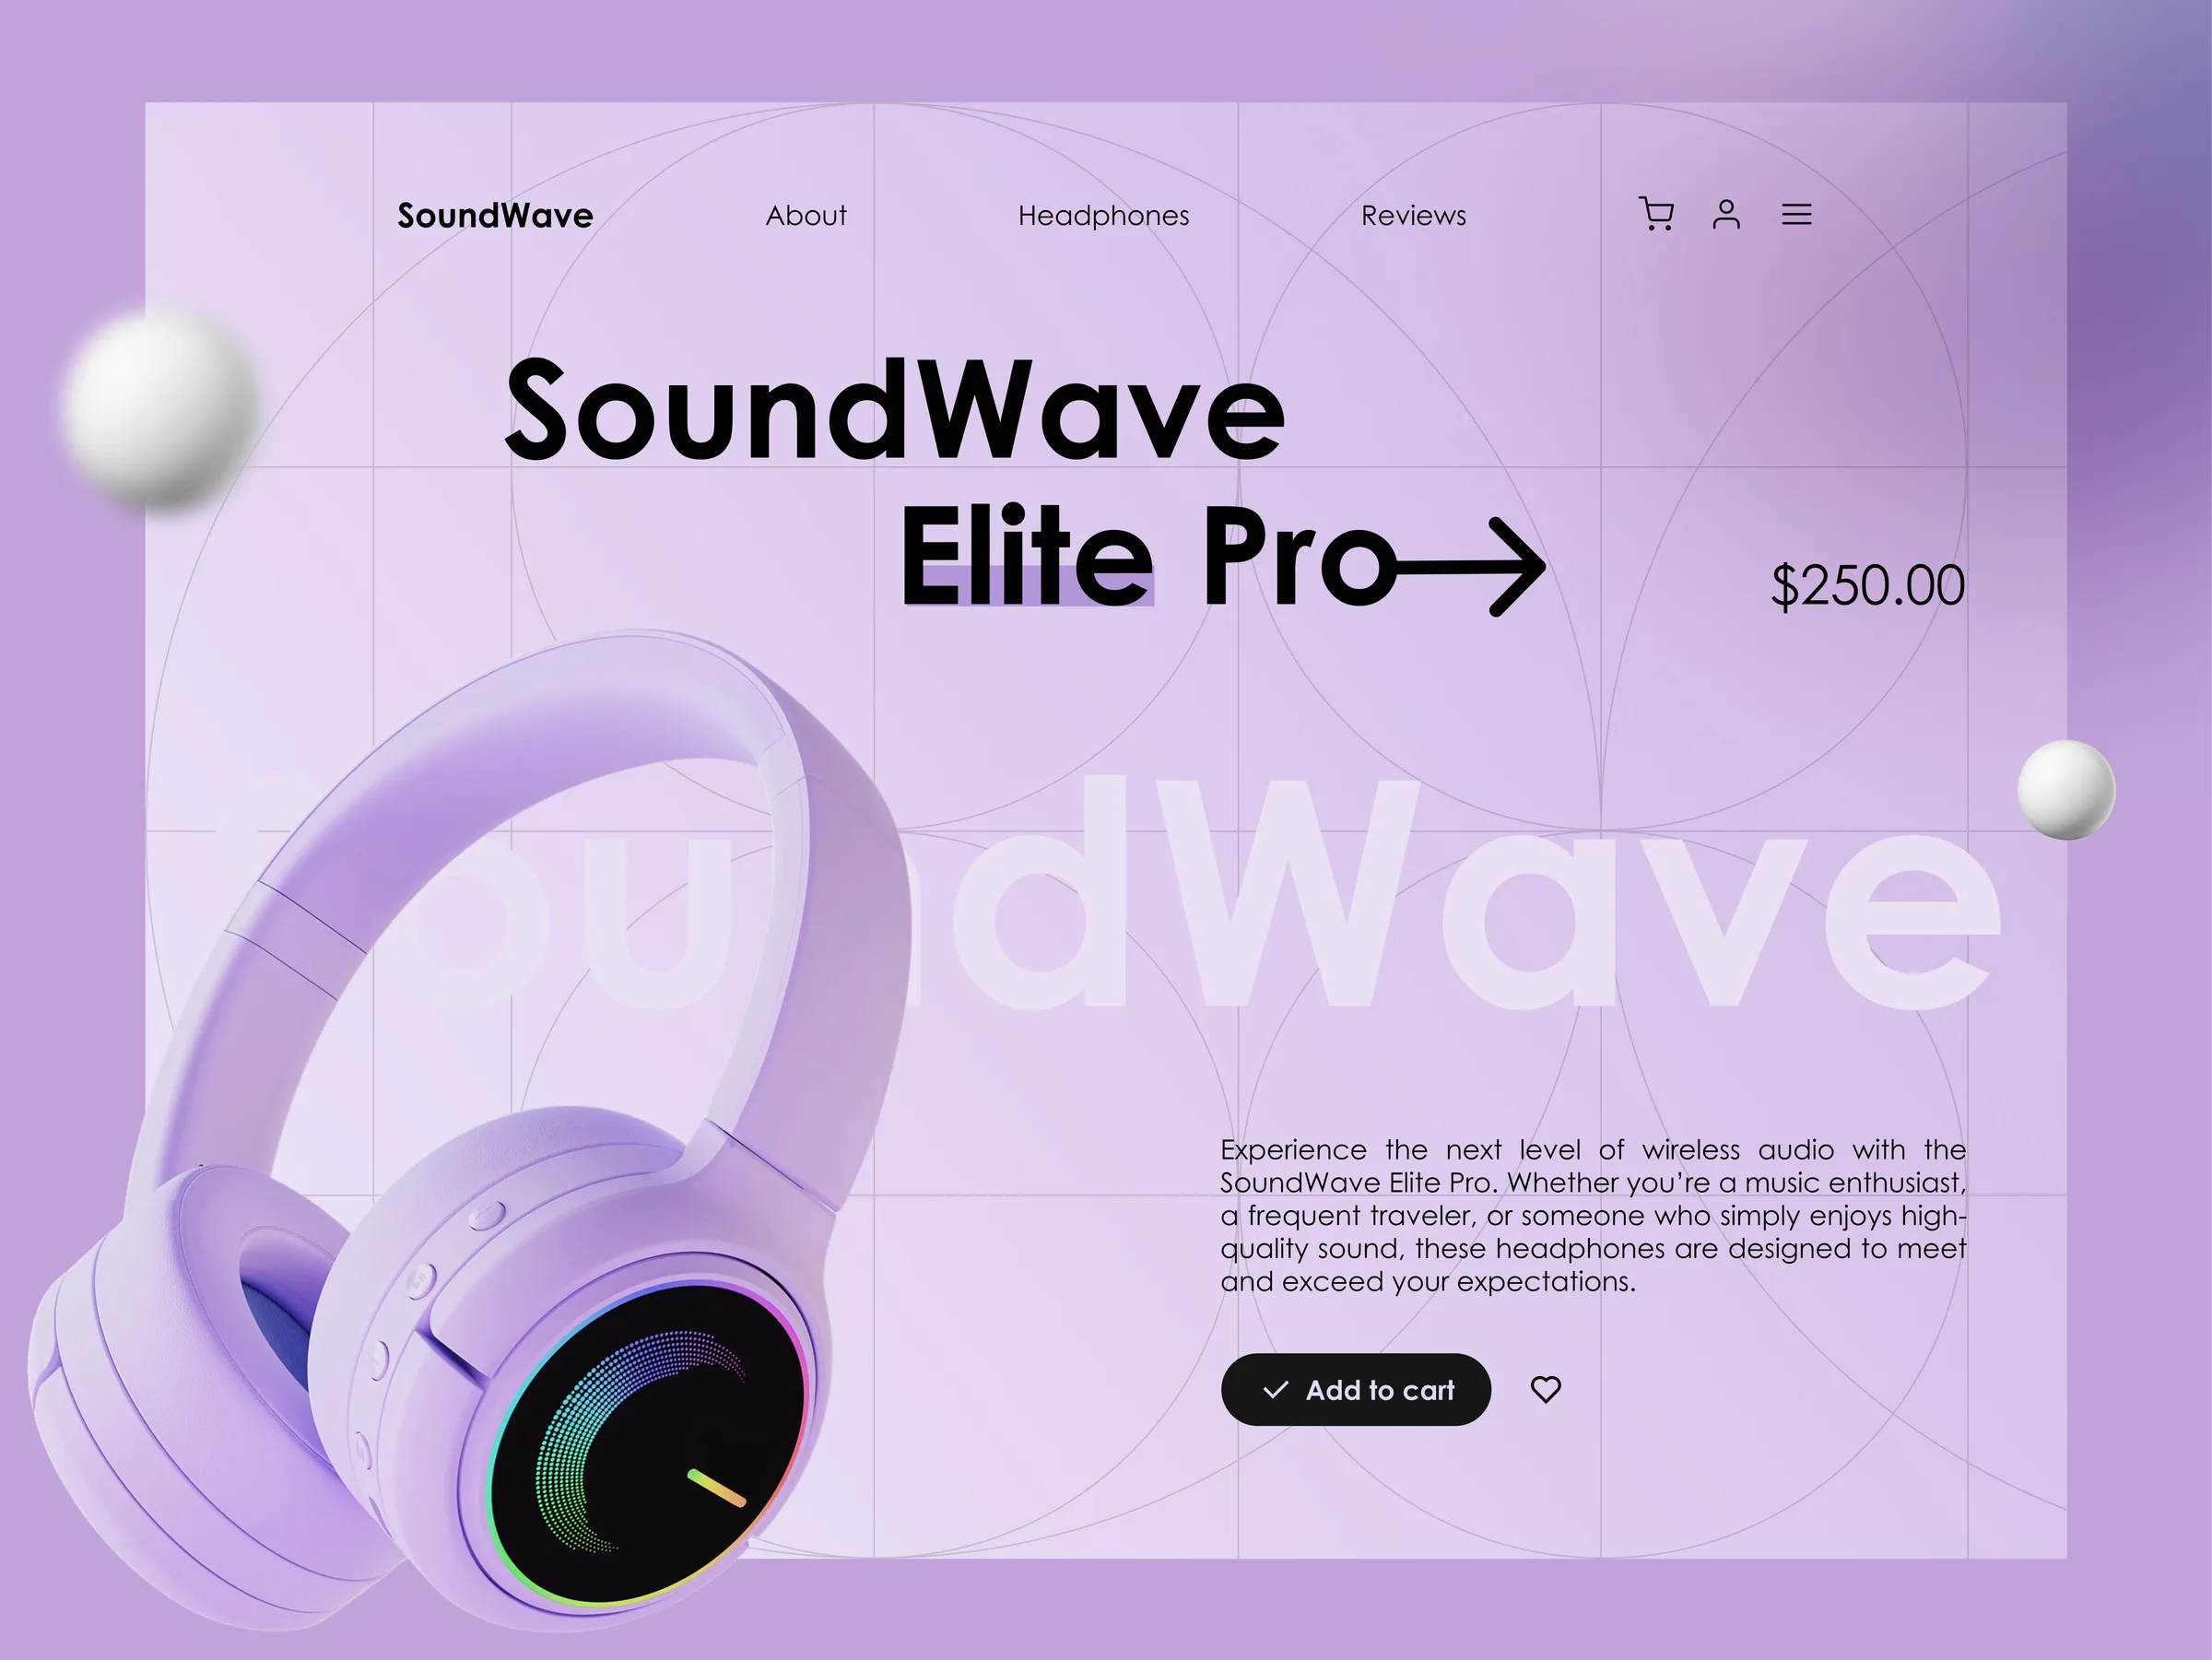 SoundWave
About
Headphones
Reviews
SoundWave
Elite Pro
$250.00
SoundWave
Experience the next level of wireless audio with the
SoundWave Elite Pro. Whether you’re a music enthusiast,
a frequent traveler, or someone who simply enjoys high-
quality sound, these headphones are designed to meet
and exceed your expectations.
Add to cart